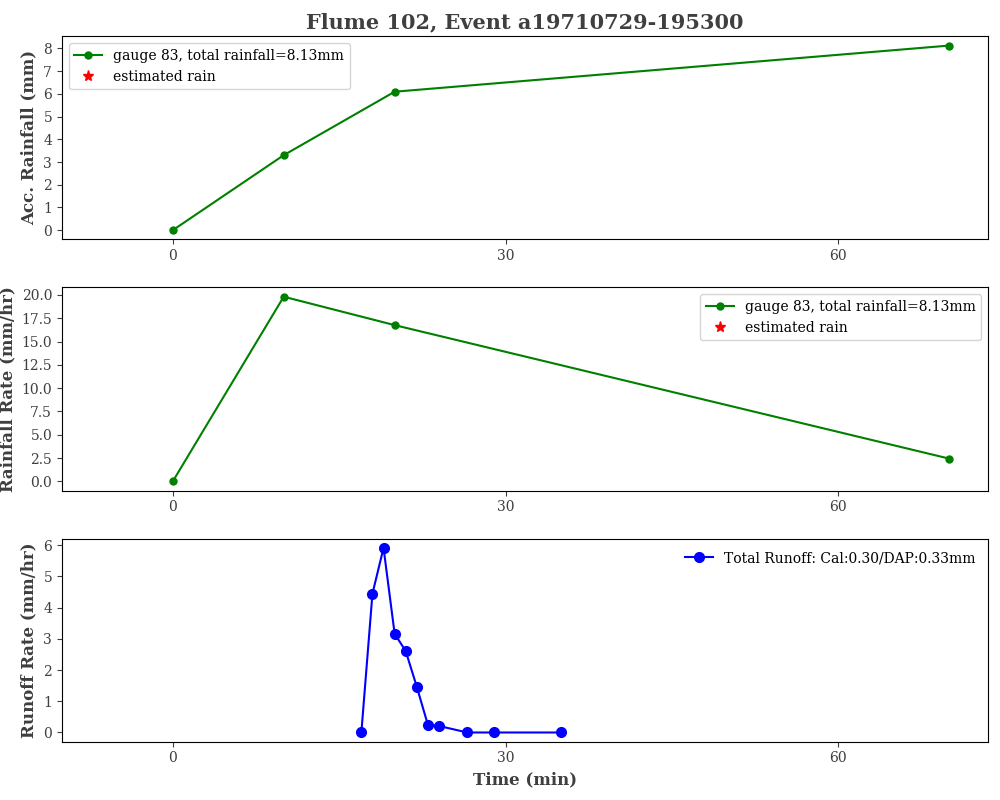 Flume 102, Event a19710729-195300
Acc. Rainfall (mm)
8
7
6
5
4
3
2
1
0
gauge 83, total rainfall=8.13mm
estimated rain
0 30 60
Rainfall Rate (mm/hr)
20.0
17.5
15.0
12.5
10.0
7.5
5.0
2.5
0.0
gauge 83, total rainfall=8.13mm
estimated rain
0 30 60
Runoff Rate (mm/hr)
6
5
4
3
2
1
0
Total Runoff: Cal:0.30/DAP:0.33mm
0 30 60
Time (min)